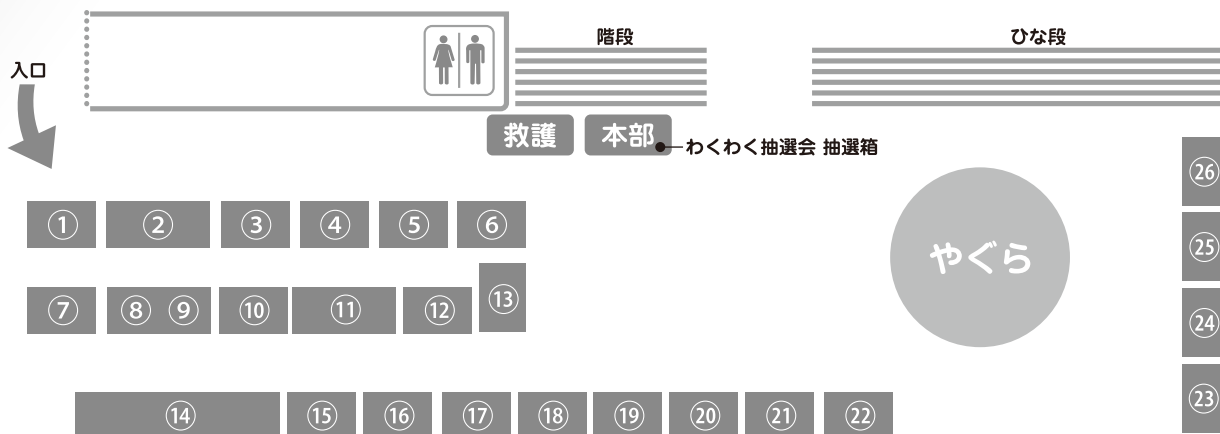 階段
ひな段
入口
救護
本部
わくわく抽選会 抽選箱
① ② ③ ④ ⑤ ⑥
⑦ ⑧ ⑨ ⑩ ⑪ ⑫ ⑬
やぐら
㉖
㉕
㉔
㉓
⑭ ⑮ ⑯ ⑰ ⑱ ⑲ ⑳ ㉑ ㉒